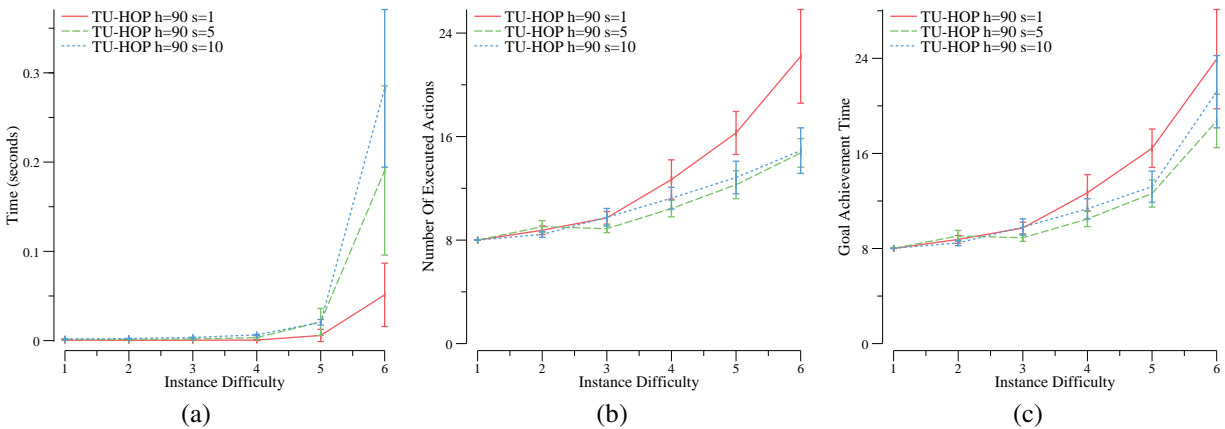 TU-HOP h=90 s=1
TU-HOP h=90 s=5
TU-HOP h=90 s=10
Time (seconds)
0.3
0.2
0.1
0
1 2 3 4 5 6
Instance Difficulty
(a)
TU-HOP h=90 s=1
TU-HOP h=90 s=5
TU-HOP h=90 s=10
Number Of Executed Actions
24
16
8
0
1 2 3 4 5 6
Instance Difficulty
(b)
TU-HOP h=90 s=1
TU-HOP h=90 s=5
TU-HOP h=90 s=10
Goal Achievement Time
24
16
8
0
1 2 3 4 5 6
Instance Difficulty
(c)